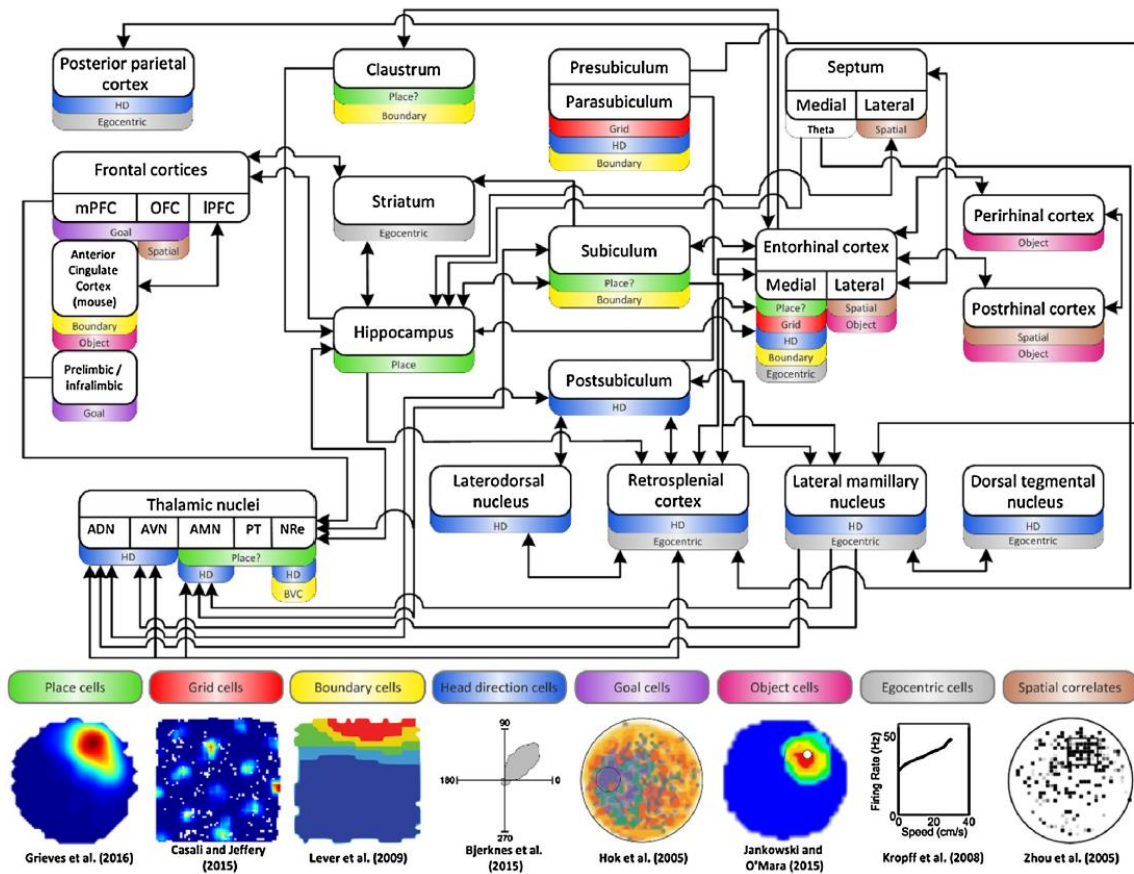 Posterior parietal
cortex
HD
Egocentric
Claustrum
Place?
Boundary
Presubiculum
Parasubiculum
Grid
HD
Boundary
Septum
Medial
Lateral
Theta
Spatial
Frontal cortices
mPFC
OFC
lPFC
Goal
Spatial
Anterior
Cingulate
Cortex
(mouse)
Boundary
Object
Prelimbic /
infralimbic
Goal
Striatum
Egocentric
Subiculum
Place?
Boundary
Hippocampus
Place
Entorhinal cortex
Medial
Lateral
Place?
Grid
HD
Boundary
Egocentric
Spatial
Object
Perirhinal cortex
Object
Postrhinal cortex
Spatial
Object
Postsubiculum
HD
Laterodorsal
nucleus
HD
Retrosplenial
cortex
HD
Egocentric
Lateral mamillary
nucleus
HD
Egocentric
Dorsal tegmental
nucleus
HD
Egocentric
Thalamic nuclei
ADN
AVN
AMN
PT
NRe
HD
Place?
HD
HD
BVC
Place cells
Grid cells
Boundary cells
Head direction cells
Goal cells
Object cells
Egocentric cells
Spatial correlates
90
180
0
270
Firing Rate (Hz)
50
0
0
40
Speed (cm/s)
Grieves et al. (2016)
Casali and Jeffery
(2015)
Lever et al. (2009)
Bjerknes et al.
(2015)
Hok et al. (2005)
Jankowski and
O'Mara (2015)
Kropff et al. (2008)
Zhou et al. (2005)